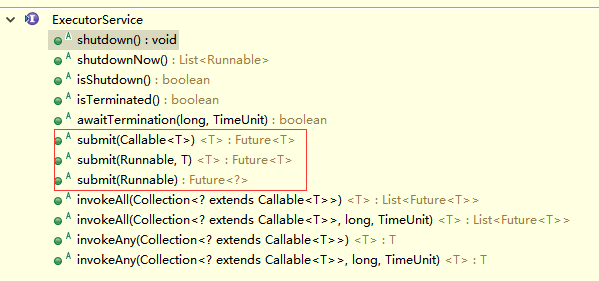 ExecutorService
shutdown() : void
shutdownNow() : List<Runnable>
isShutdown() : boolean
isTerminated() : boolean
awaitTermination(long, TimeUnit) : boolean
submit(Callable<T>) <T> : Future<T>
submit(Runnable, T) <T> : Future<T>
submit(Runnable) : Future<?>
invokeAll(Collection<? extends Callable<T>>) <T> : List<Future<T>>
invokeAll(Collection<? extends Callable<T>>, long, TimeUnit) <T> : List<Future<T>>
invokeAny(Collection<? extends Callable<T>>) <T> : T
invokeAny(Collection<? extends Callable<T>>, long, TimeUnit) <T> : T